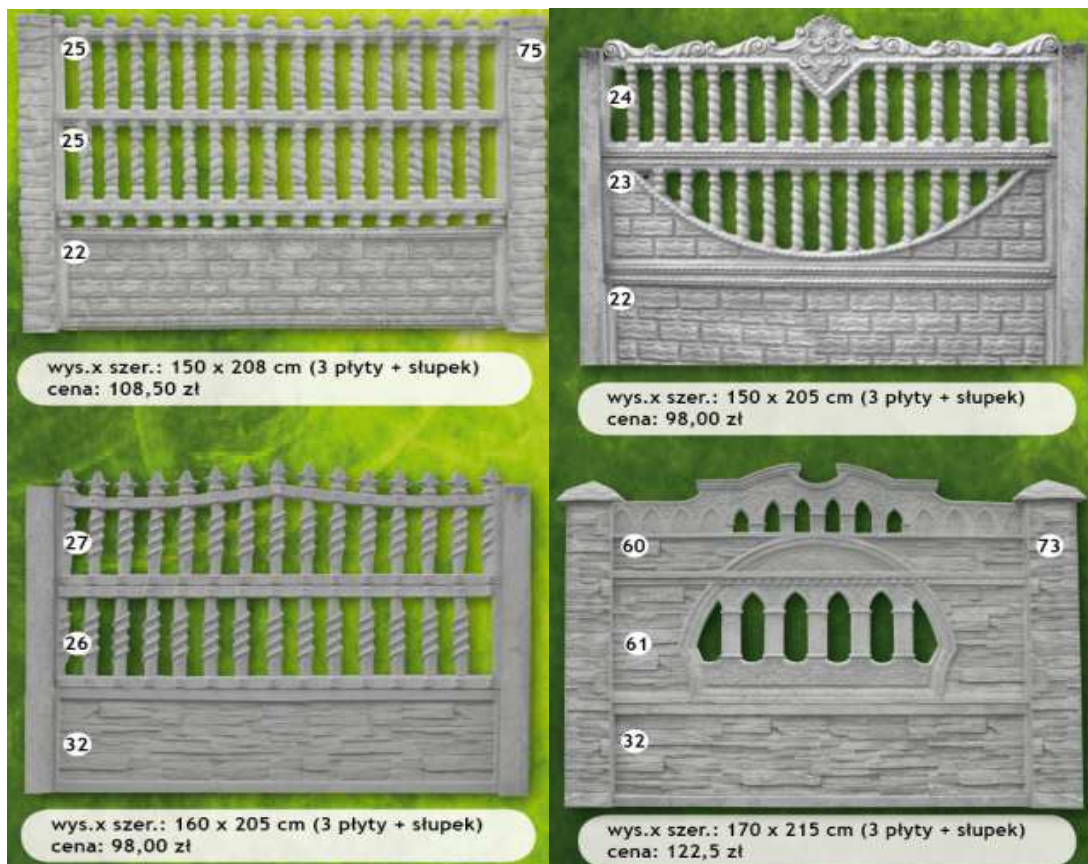 25
75
25
22
wys.x szer.: 150 x 208 cm (3 płyty + słupek)
cena: 108,50 zł
24
23
22
wys.x szer.: 150 x 205 cm (3 płyty + słupek)
cena: 98,00 zł
27
26
32
wys.x szer.: 160 x 205 cm (3 płyty + słupek)
cena: 98,00 zł
60
73
61
32
wys.x szer.: 170 x 215 cm (3 płyty + słupek)
cena: 122,5 zł